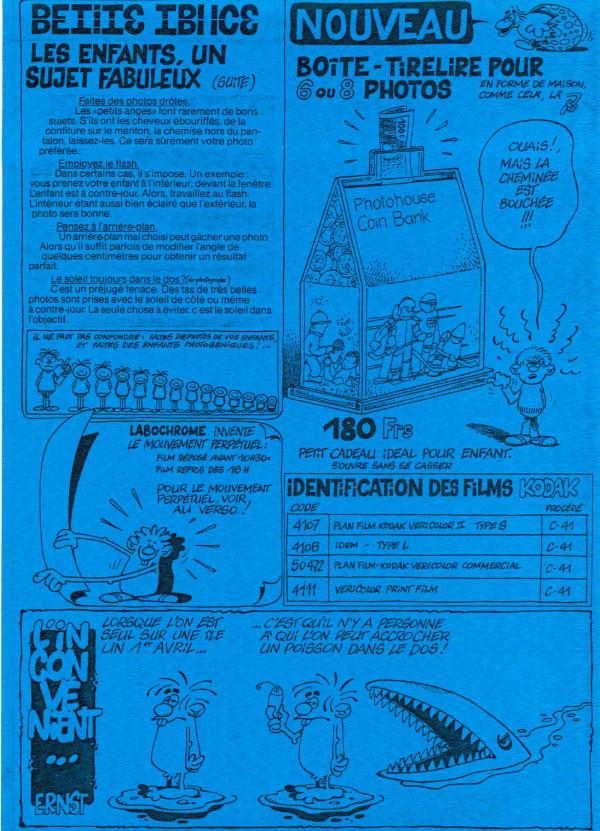 LES ENFANTS, UN
SUJET FABULEUX (SUITE)
Faites des photos drôles.
Les «petits anges» font rarement de bons
sujets. S'ils ont les cheveux ébouriffés, de la
confiture sur le menton, la chemise hors du pan-
talon, laissez-les. Ce sera sûrement votre photo
préférée.
Employez le flash.
Dans certains cas, il s'impose. Un exemple:
vous prenez votre enfant à l'intérieur, devant la fenêtre.
L'enfant est à contre-jour. Alors, travaillez au flash.
L'intérieur étant aussi bien éclairé que l'extérieur, la
photo sera bonne.
Pensez à l'arrière-plan.
Un arrière-plan mal choisi peut gâcher une photo.
Alors qu'il suffit parfois de modifier l'angle de
quelques centimètres pour obtenir un résultat
parfait.
Le soleil toujours dans le dos? (du photographe)
C'est un préjugé tenace. Des tas de très belles
photos sont prises avec le soleil de côté ou même
à contre-jour. La seule chose à éviter, c'est le soleil dans
l'objectif.
IL NE FAUT PAS CONFONDRE: FAITES DES PHOTOS DE VOS ENFANTS,
ET FAITES DES ENFANTS PHOTOGÉNIQUES!...
LABOCHROME INVENTE
LE MOUVEMENT PERPÉTUEL:
FILM DÉPOSÉ AVANT 10H30=
FILM REPRIS DÈS 16H
POUR LE MOUVEMENT
PERPÉTUEL. VOIR,
AU VERSO!
NOUVEAU
BOÎTE-TIRELIRE POUR
6 OU 8 PHOTOS
EN FORME DE MAISON,
COMME CELA, LÀ
OUAIS!,
MAIS LA
CHEMINÉE
EST
BOUCHÉE
!!!
100F
Photohouse
Coin Bank
180 Frs
PETIT CADEAU IDEAL POUR ENFANT.
S'OUVRE SANS SE CASSER
IDENTIFICATION DES FILMS KODAK
CODE PROCÉDÉ
4107 PLAN FILM KODAK VERICOLOR II TYPE S C-41
4108 IDEM - TYPE L C-41
50472 PLAN FILM-KODAK VERICOLOR COMMERCIAL C-41
4111 VERICOLOR PRINT FILM C-41
L'IN
CON
VÉ
NIENT
...
ERNST
LORSQUE L'ON EST
SEUL SUR UNE ÎLE
UN 1er AVRIL...
...C'EST QU'IL N'Y A PERSONNE
À QUI L'ON PEUT ACCROCHER
UN POISSON DANS LE DOS!